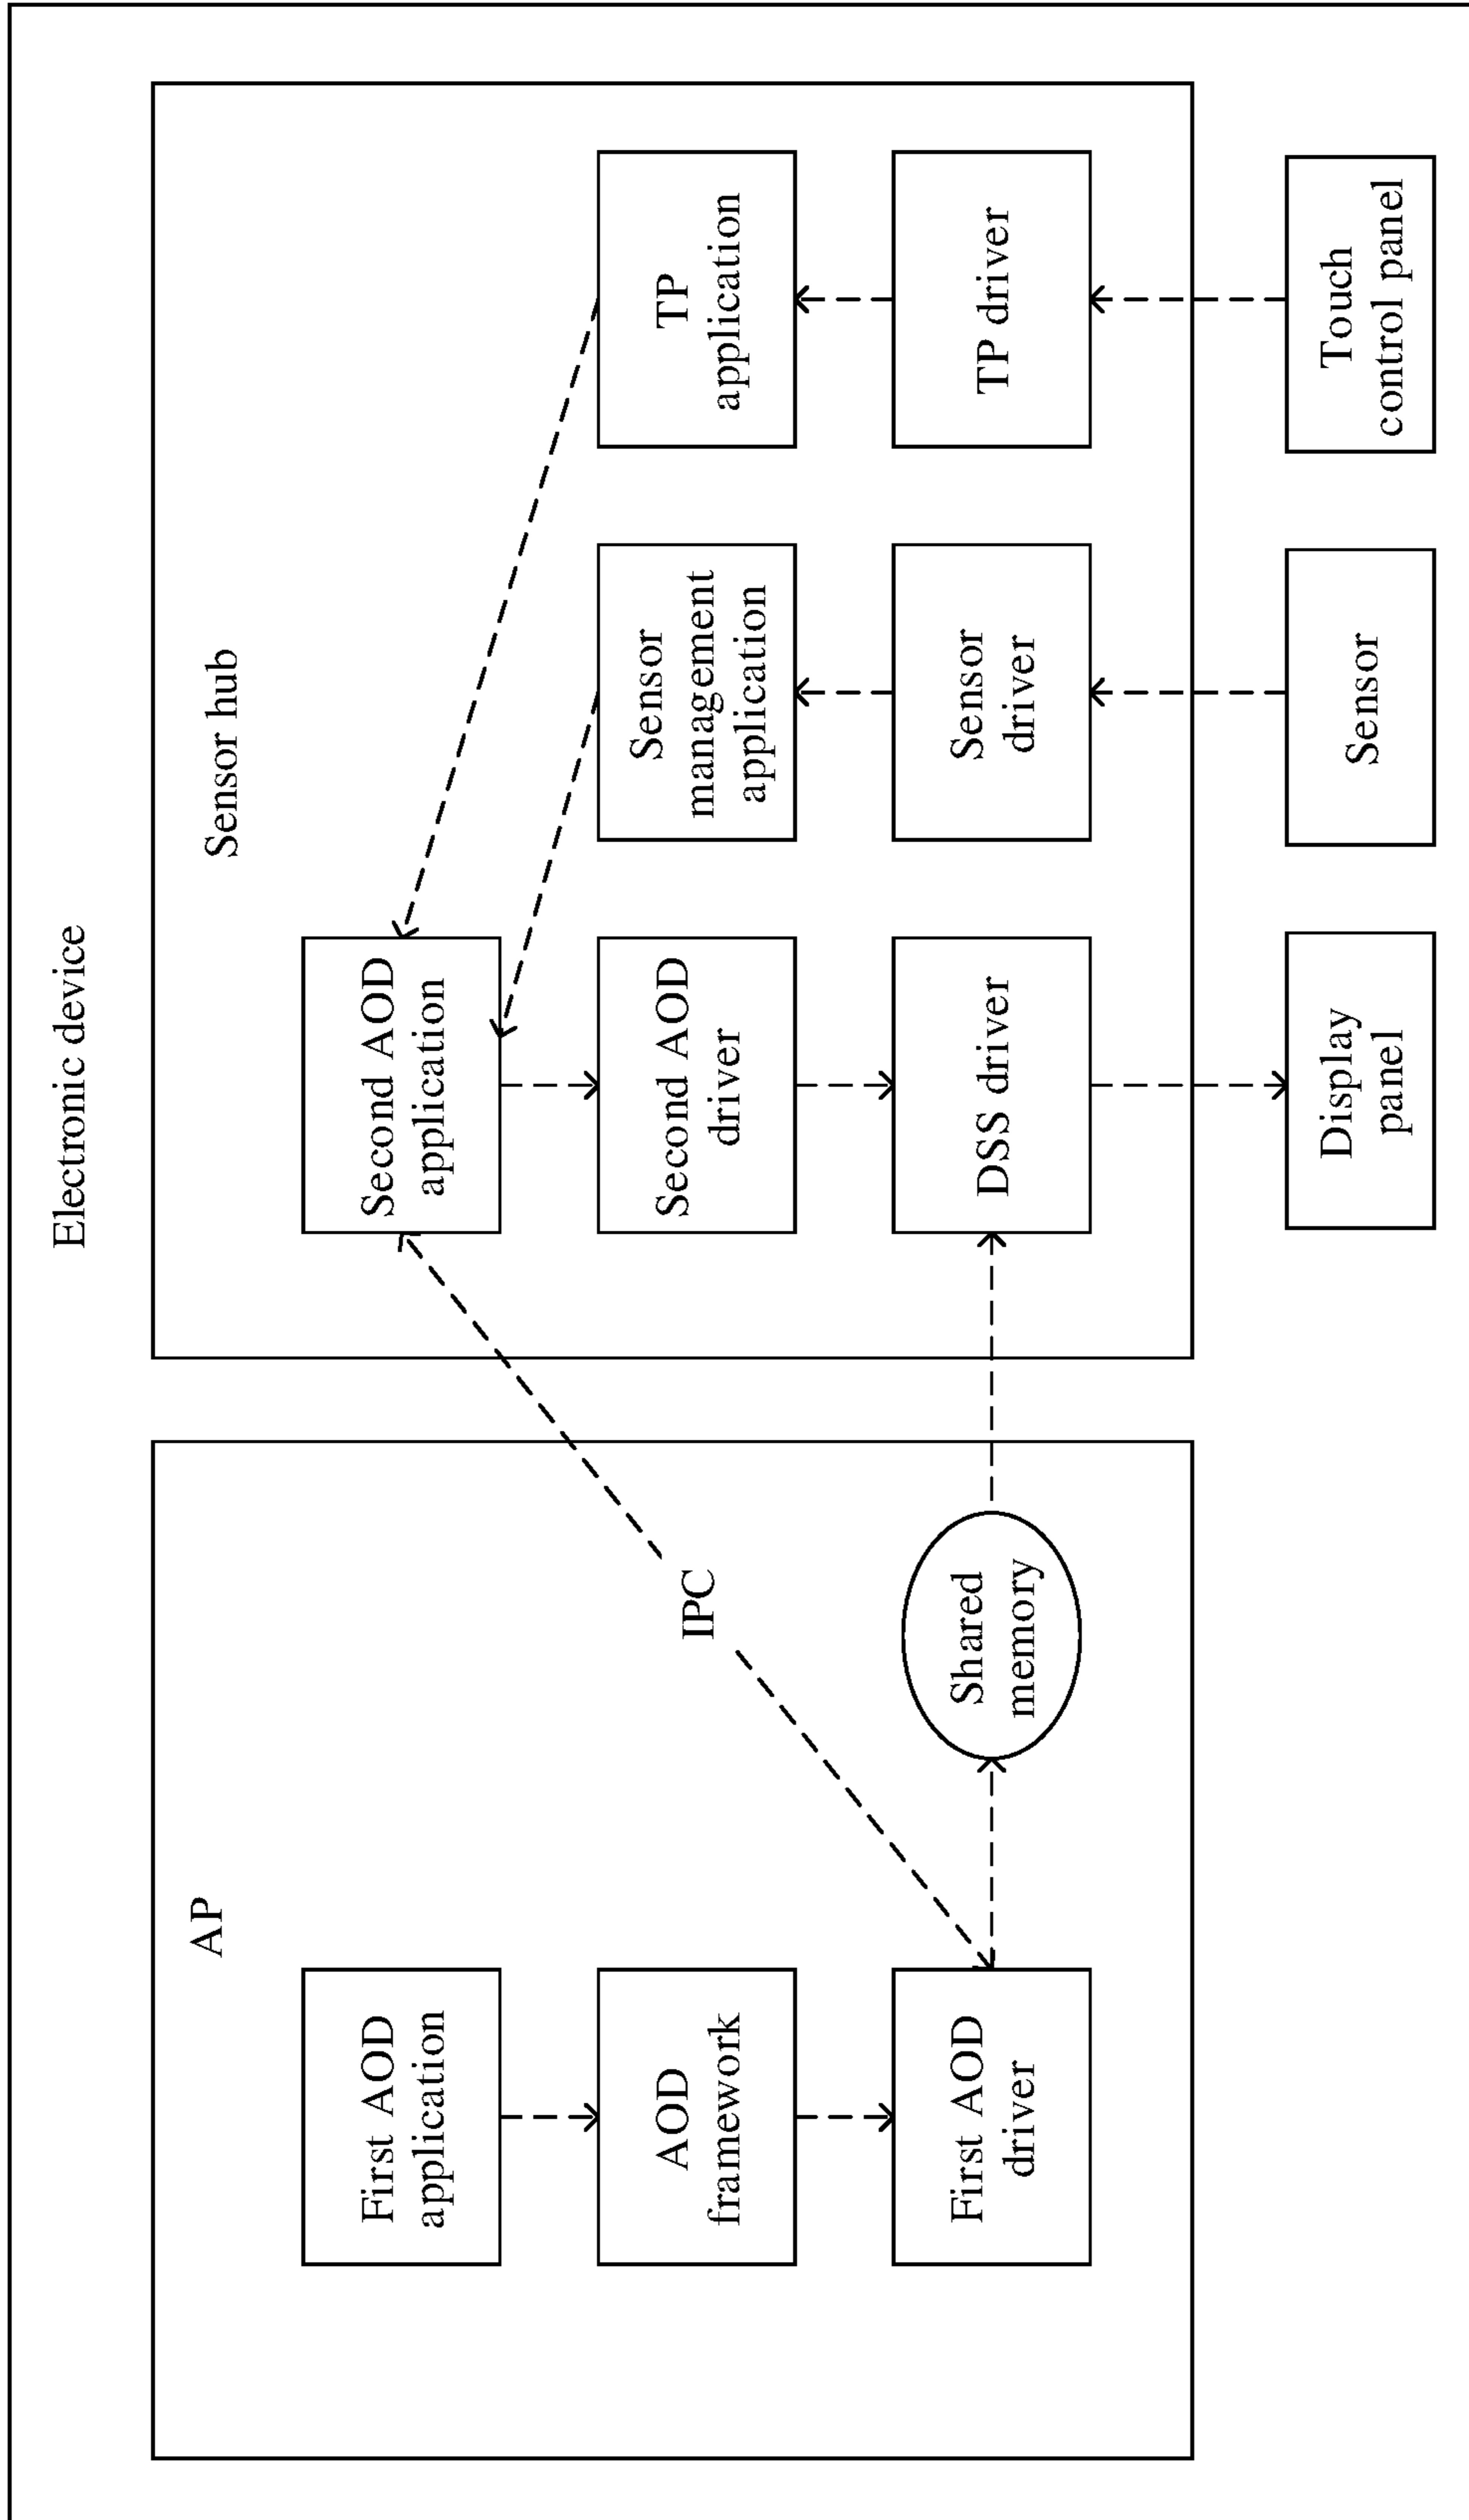 Electronic device
AP
First AOD
application
AOD
framework
First AOD
driver
IPC
Shared
memory
Sensor hub
Second AOD
application
Second AOD
driver
DSS driver
Sensor
management
application
Sensor
driver
TP
application
TP driver
Display
panel
Sensor
Touch
control panel